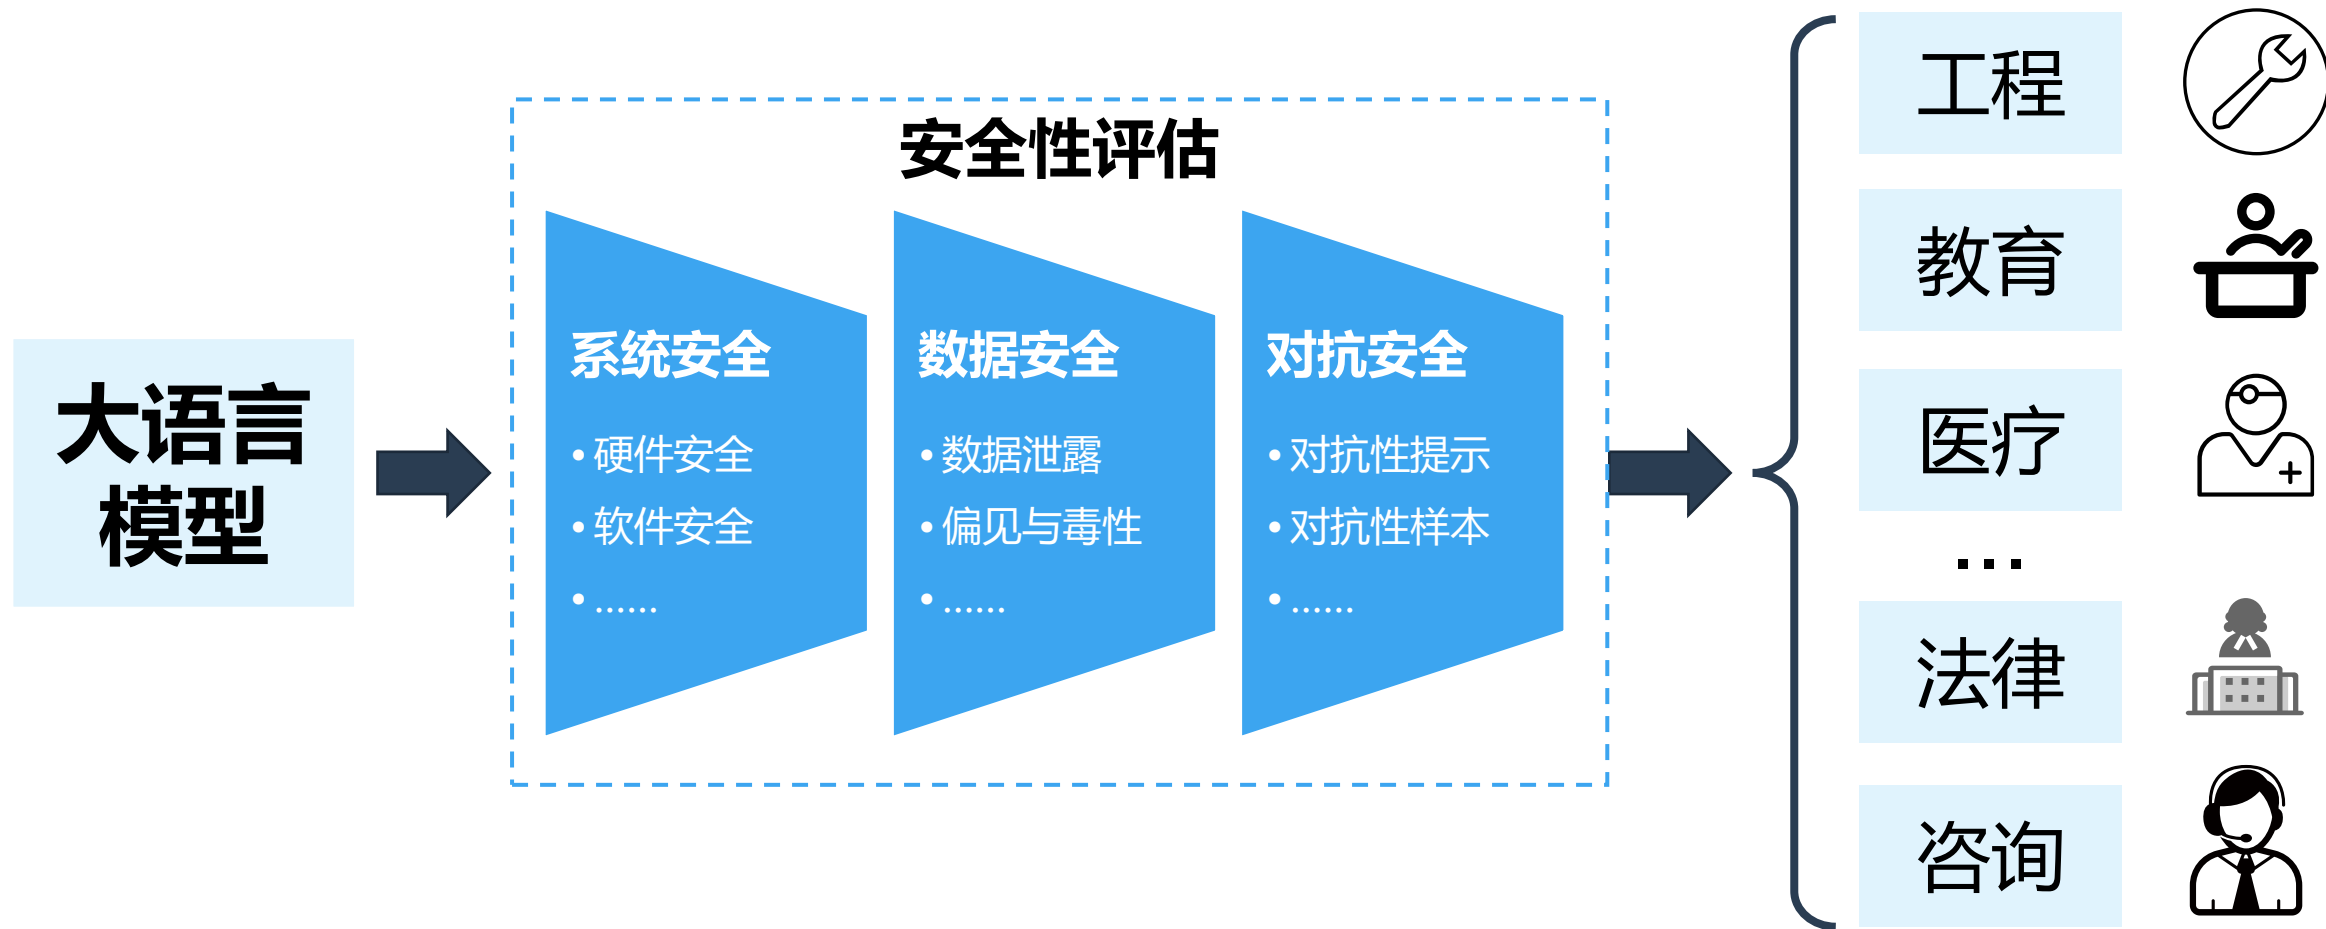 大语言
模型
安全性评估
系统安全
• 硬件安全
• 软件安全
• ……
数据安全
• 数据泄露
• 偏见与毒性
• ……
对抗安全
• 对抗性提示
• 对抗性样本
• ……
工程
教育
医疗
…
法律
咨询